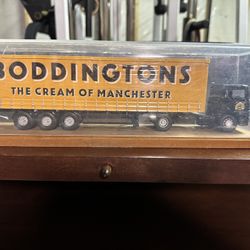 BODDINGTONS
THE CREAM OF MANCHESTER